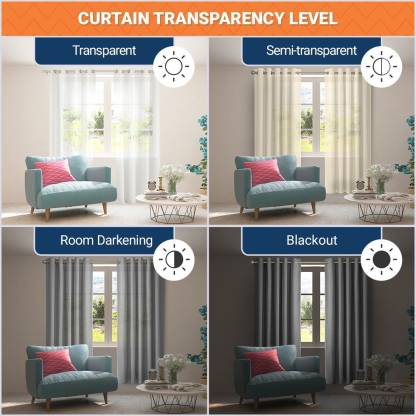 CURTAIN TRANSPARENCY LEVEL
Transparent
Semi-transparent
Room Darkening
Blackout